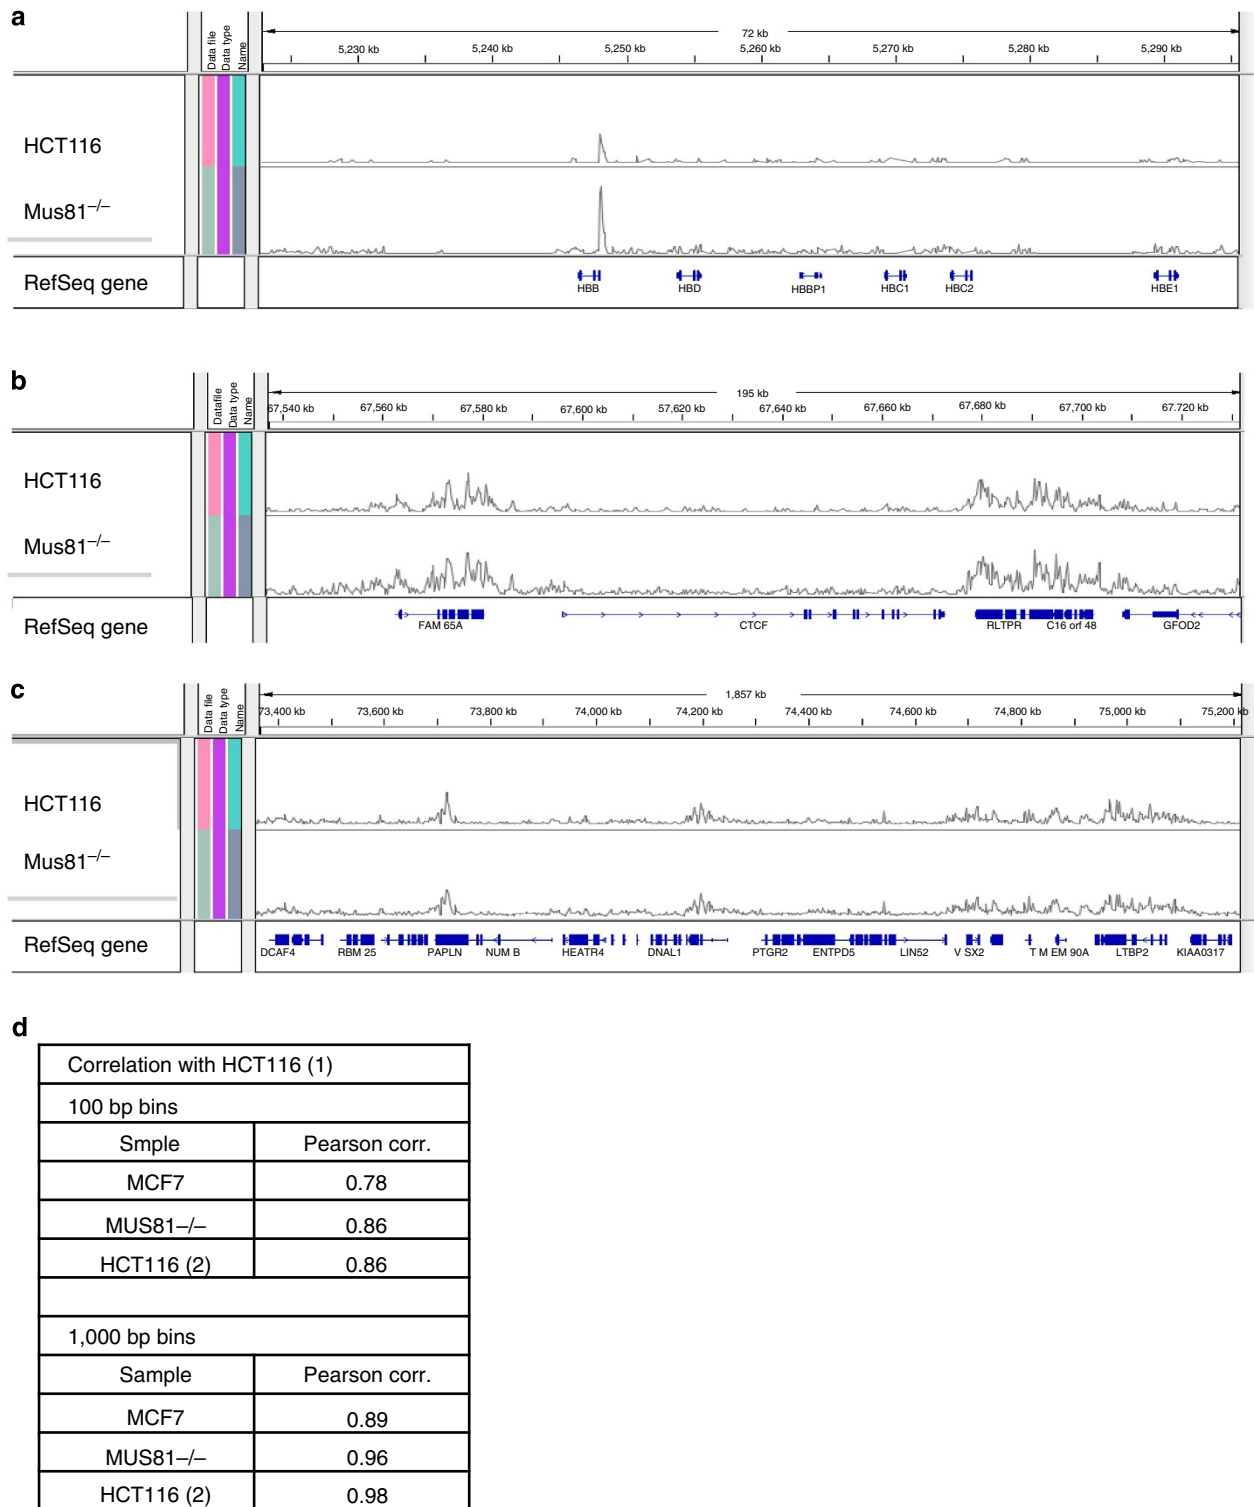 a
Data file
Data type
Name
72 kb
5,230 kb 5,240 kb 5,250 kb 5,260 kb 5,270 kb 5,280 kb 5,290 kb
HCT116
Mus81–/–
RefSeq gene
HBB HBD HBBP1 HBC1 HBC2 HBE1
b
Datafile
Data type
Name
195 kb
67,540 kb 67,560 kb 67,580 kb 67,600 kb 67,620 kb 67,640 kb 67,660 kb 67,680 kb 67,700 kb 67.720 kb
HCT116
Mus81–/–
RefSeq gene
FAM 65A CTCF RLTPR C16 orf 48 GFOD2
c
Data file
Data type
Name
1,857 kb
73,400 kb 73,600 kb 73,800 kb 74,000 kb 74,200 kb 74,400 kb 74,600 kb 74,800 kb 75,000 kb 75,200 kb
HCT116
Mus81–/–
RefSeq gene
DCAF4 RBM 25 PAPLN NUM B HEATR4 DNAL1 PTGR2 ENTPD5 LIN52 V SX2 T M EM 90A LTBP2 KIAA0317
d
Correlation with HCT116 (1)
100 bp bins
Smple Pearson corr.
MCF7 0.78
MUS81–/– 0.86
HCT116 (2) 0.86
1,000 bp bins
Sample Pearson corr.
MCF7 0.89
MUS81–/– 0.96
HCT116 (2) 0.98